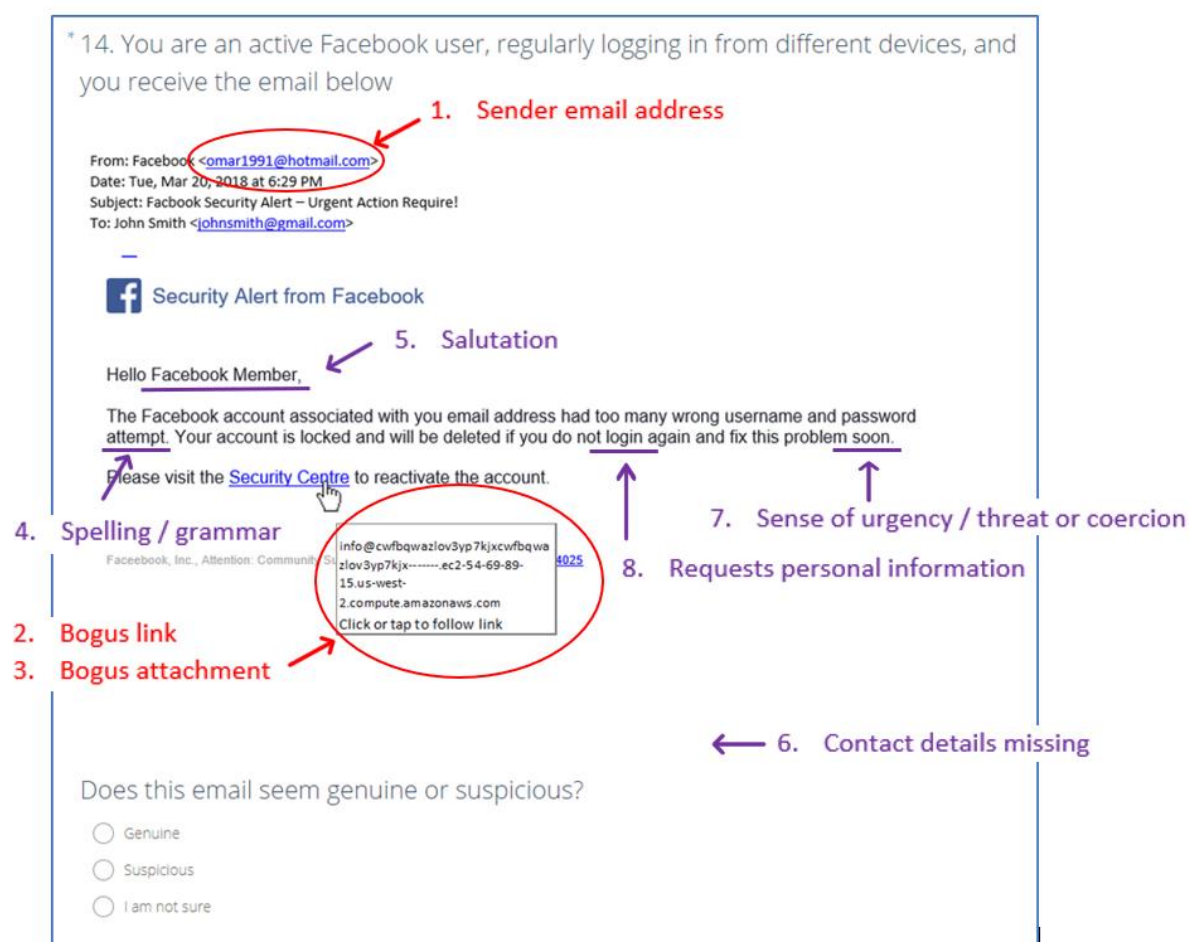 * 14. You are an active Facebook user, regularly logging in from different devices, and
you receive the email below
1. Sender email address
From: Facebook <omar1991@hotmail.com>
Date: Tue, Mar 20, 2018 at 6:29 PM
Subject: Facbook Security Alert – Urgent Action Require!
To: John Smith <johnsmith@gmail.com>
f Security Alert from Facebook
5. Salutation
Hello Facebook Member,
The Facebook account associated with you email address had too many wrong username and password
attempt. Your account is locked and will be deleted if you do not login again and fix this problem soon.
Please visit the Security Centre to reactivate the account.
7. Sense of urgency / threat or coercion
4. Spelling / grammar
Faceebook, Inc., Attention: Community 4025
info@cwfbqwazlov3yp7kjxcwfbqwa
zlov3yp7kjx-------.ec2-54-69-89-
15.us-west-
2.compute.amazonaws.com
Click or tap to follow link
8. Requests personal information
2. Bogus link
3. Bogus attachment
6. Contact details missing
Does this email seem genuine or suspicious?
Genuine
Suspicious
I am not sure